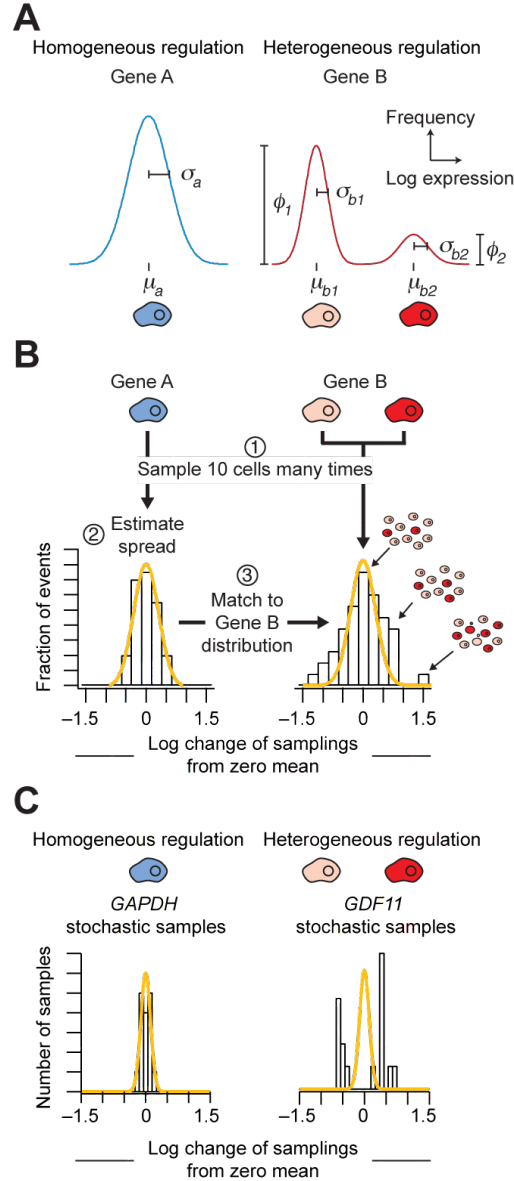 A
Homogeneous regulation
Gene A
Heterogeneous regulation
Gene B
σa
μa
ϕ1
σb1
σb2
ϕ2
μb1
μb2
Frequency
Log expression
B
Gene A
Gene B
①
Sample 10 cells many times
② Estimate
spread
③
Match to
Gene B
distribution
Fraction of events
−1.5 0 1.5
−1.5 0 1.5
Log change of samplings
from zero mean
C
Homogeneous regulation
Heterogeneous regulation
GAPDH
stochastic samples
GDF11
stochastic samples
Number of samples
−1.5 0 1.5
−1.5 0 1.5
Log change of samplings
from zero mean